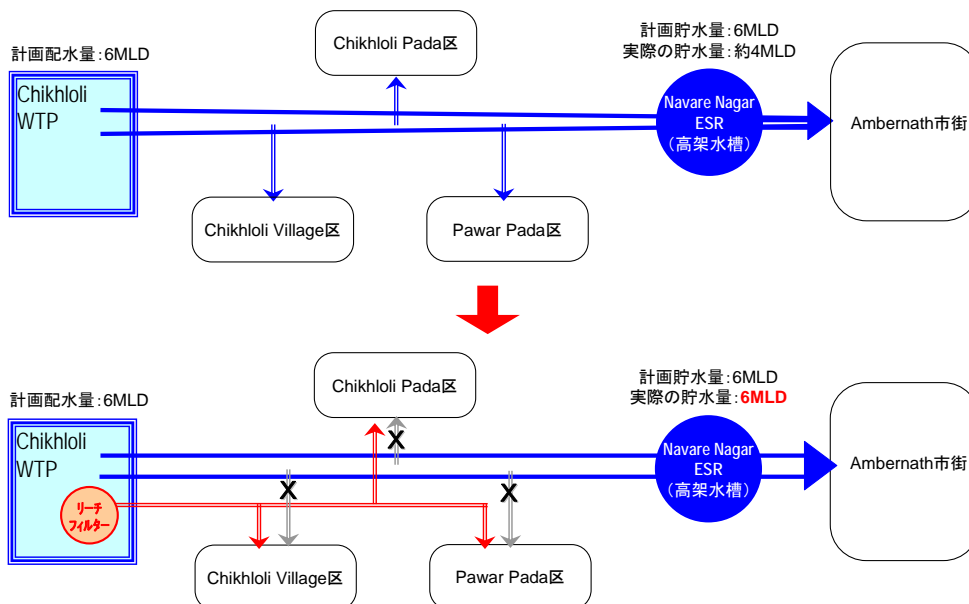 計画配水量：6MLD
Chikhloli
WTP
Chikhloli Pada区
計画貯水量：6MLD
実際の貯水量：約4MLD
Navare Nagar
ESR
（高架水槽）
Ambernath市街
Chikhloli Village区
Pawar Pada区
計画配水量：6MLD
Chikhloli
WTP
リーチ
フィルター
Chikhloli Pada区
X
X
X
計画貯水量：6MLD
実際の貯水量：6MLD
Navare Nagar
ESR
（高架水槽）
Ambernath市街
Chikhloli Village区
Pawar Pada区